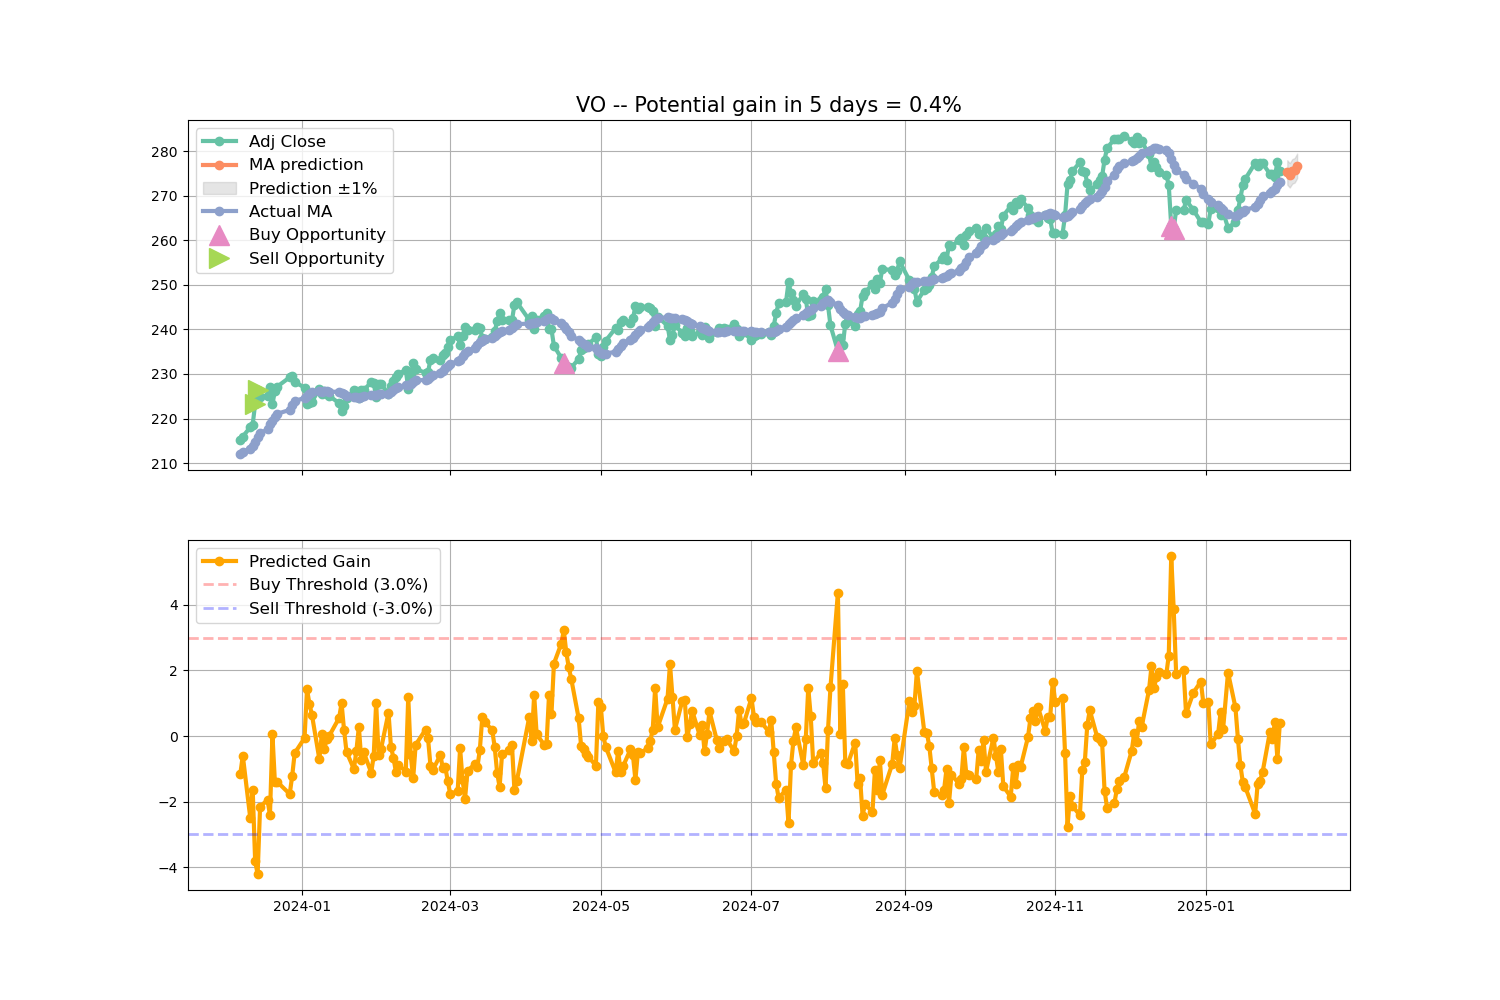 VO -- Potential gain in 5 days = 0.4%
Adj Close
MA prediction
Prediction ±1%
Actual MA
Buy Opportunity
Sell Opportunity
280
270
260
250
240
230
220
210
Predicted Gain
Buy Threshold (3.0%)
Sell Threshold (-3.0%)
4
2
0
−2
−4
2024-01 2024-03 2024-05 2024-07 2024-09 2024-11 2025-01